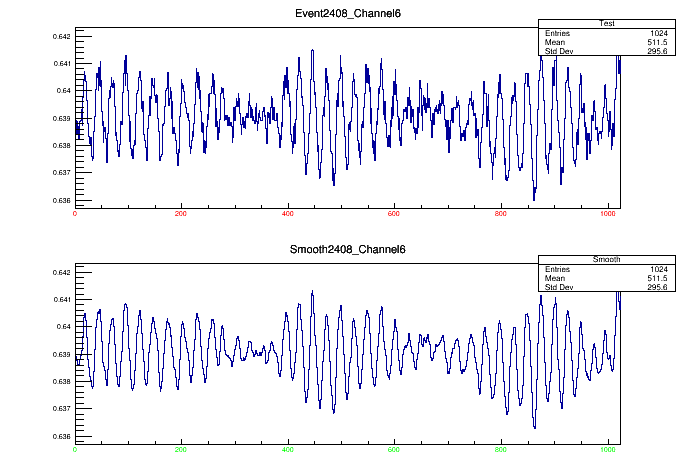 Event2408_Channel6
Test
Entries 1024
Mean 511.5
Std Dev 295.6
0.642
0.641
0.64
0.639
0.638
0.637
0.636
0 200 400 600 800 1000
Smooth2408_Channel6
Smooth
Entries 1024
Mean 511.5
Std Dev 295.6
0.642
0.641
0.64
0.639
0.638
0.637
0.636
0 200 400 600 800 1000